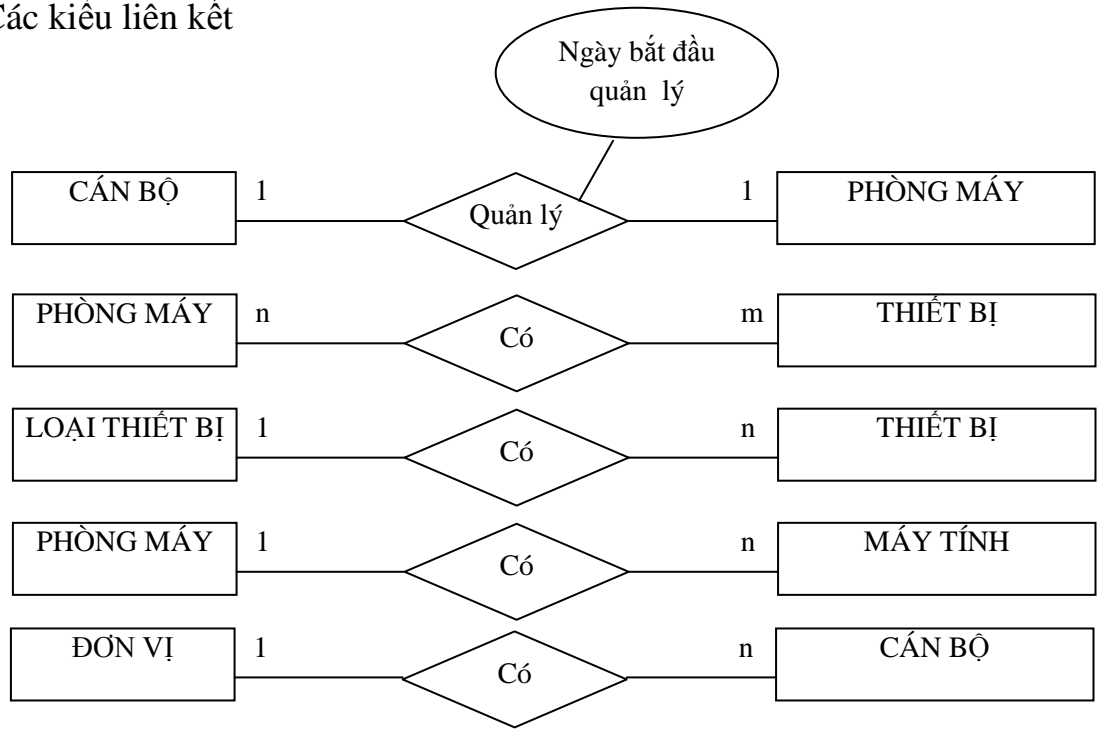 Các kiểu liên kết
Ngày bắt đầu
quản lý
CÁN BỘ 1 Quản lý 1 PHÒNG MÁY
PHÒNG MÁY n Có m THIẾT BỊ
LOẠI THIẾT BỊ 1 Có n THIẾT BỊ
PHÒNG MÁY 1 Có n MÁY TÍNH
ĐƠN VỊ 1 Có n CÁN BỘ